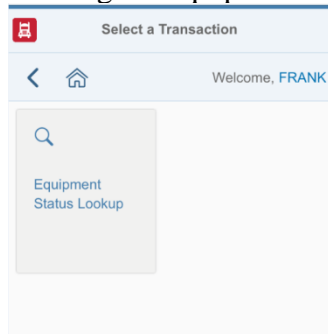 Select a Transaction
Welcome, FRANK
Equipment
Status Lookup